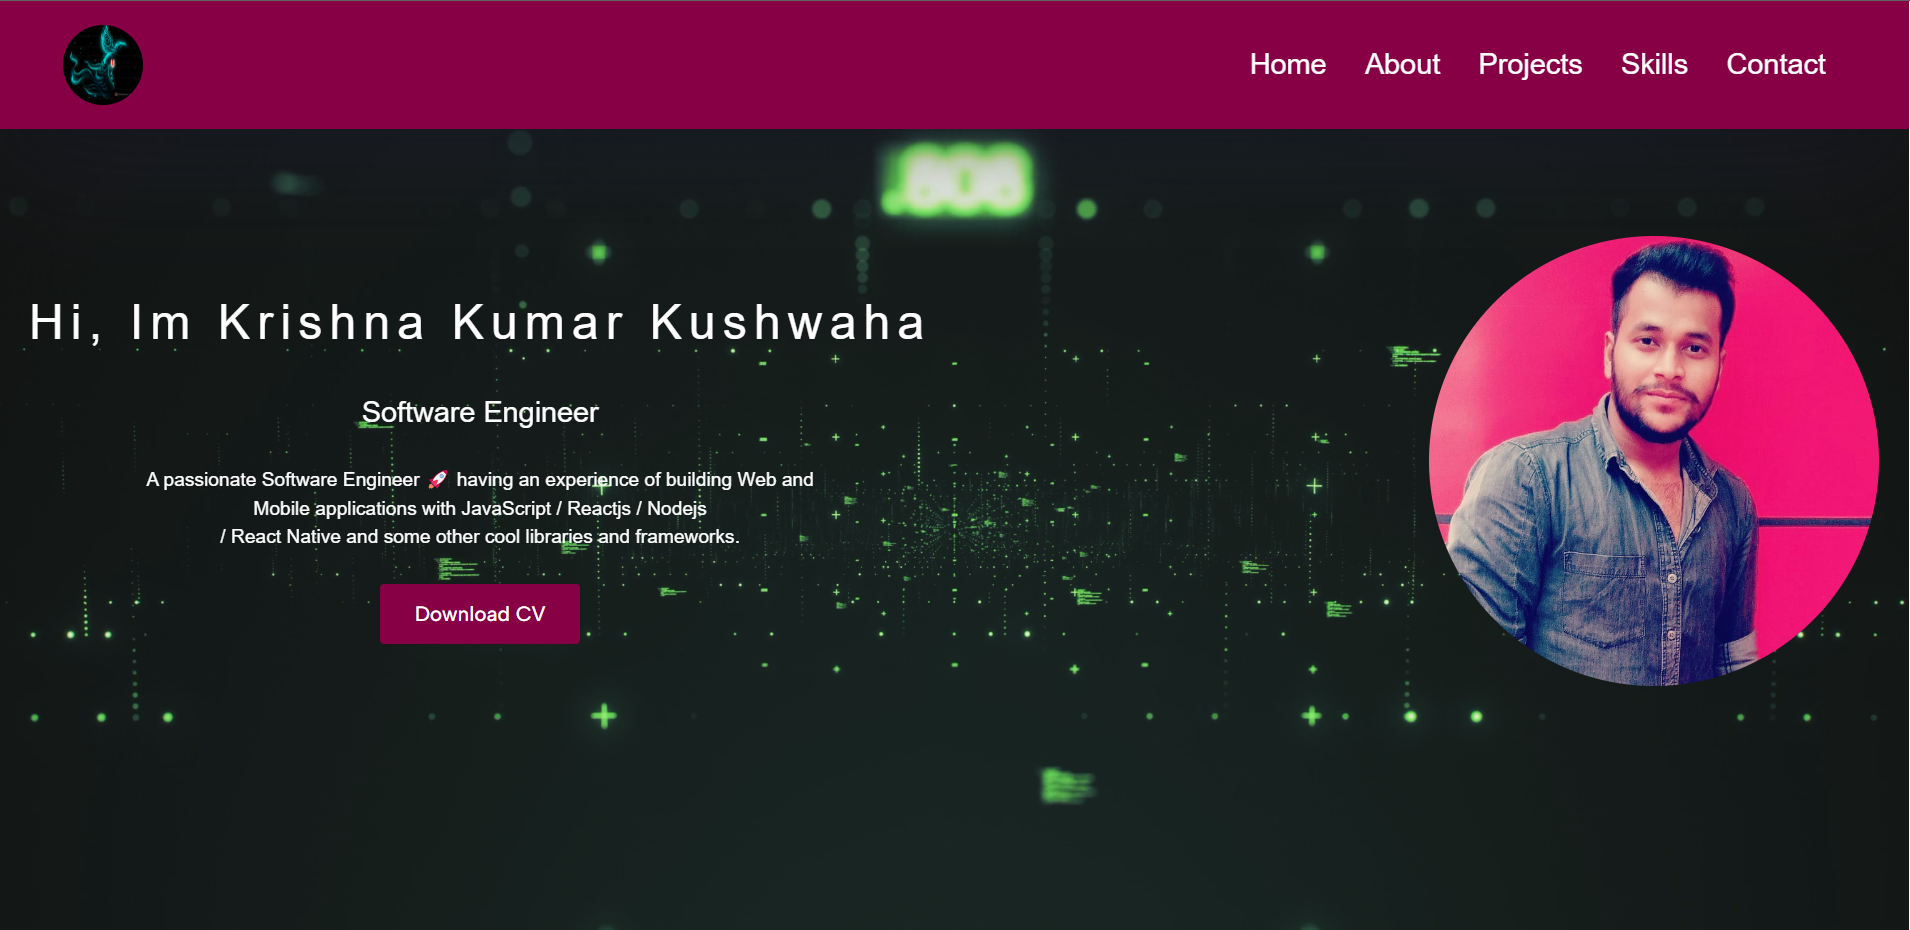 Home About Projects Skills Contact
Hi, Im Krishna Kumar Kushwaha
Software Engineer
A passionate Software Engineer 🚀 having an experience of building Web and
Mobile applications with JavaScript / Reactjs / Nodejs
/ React Native and some other cool libraries and frameworks.
Download CV